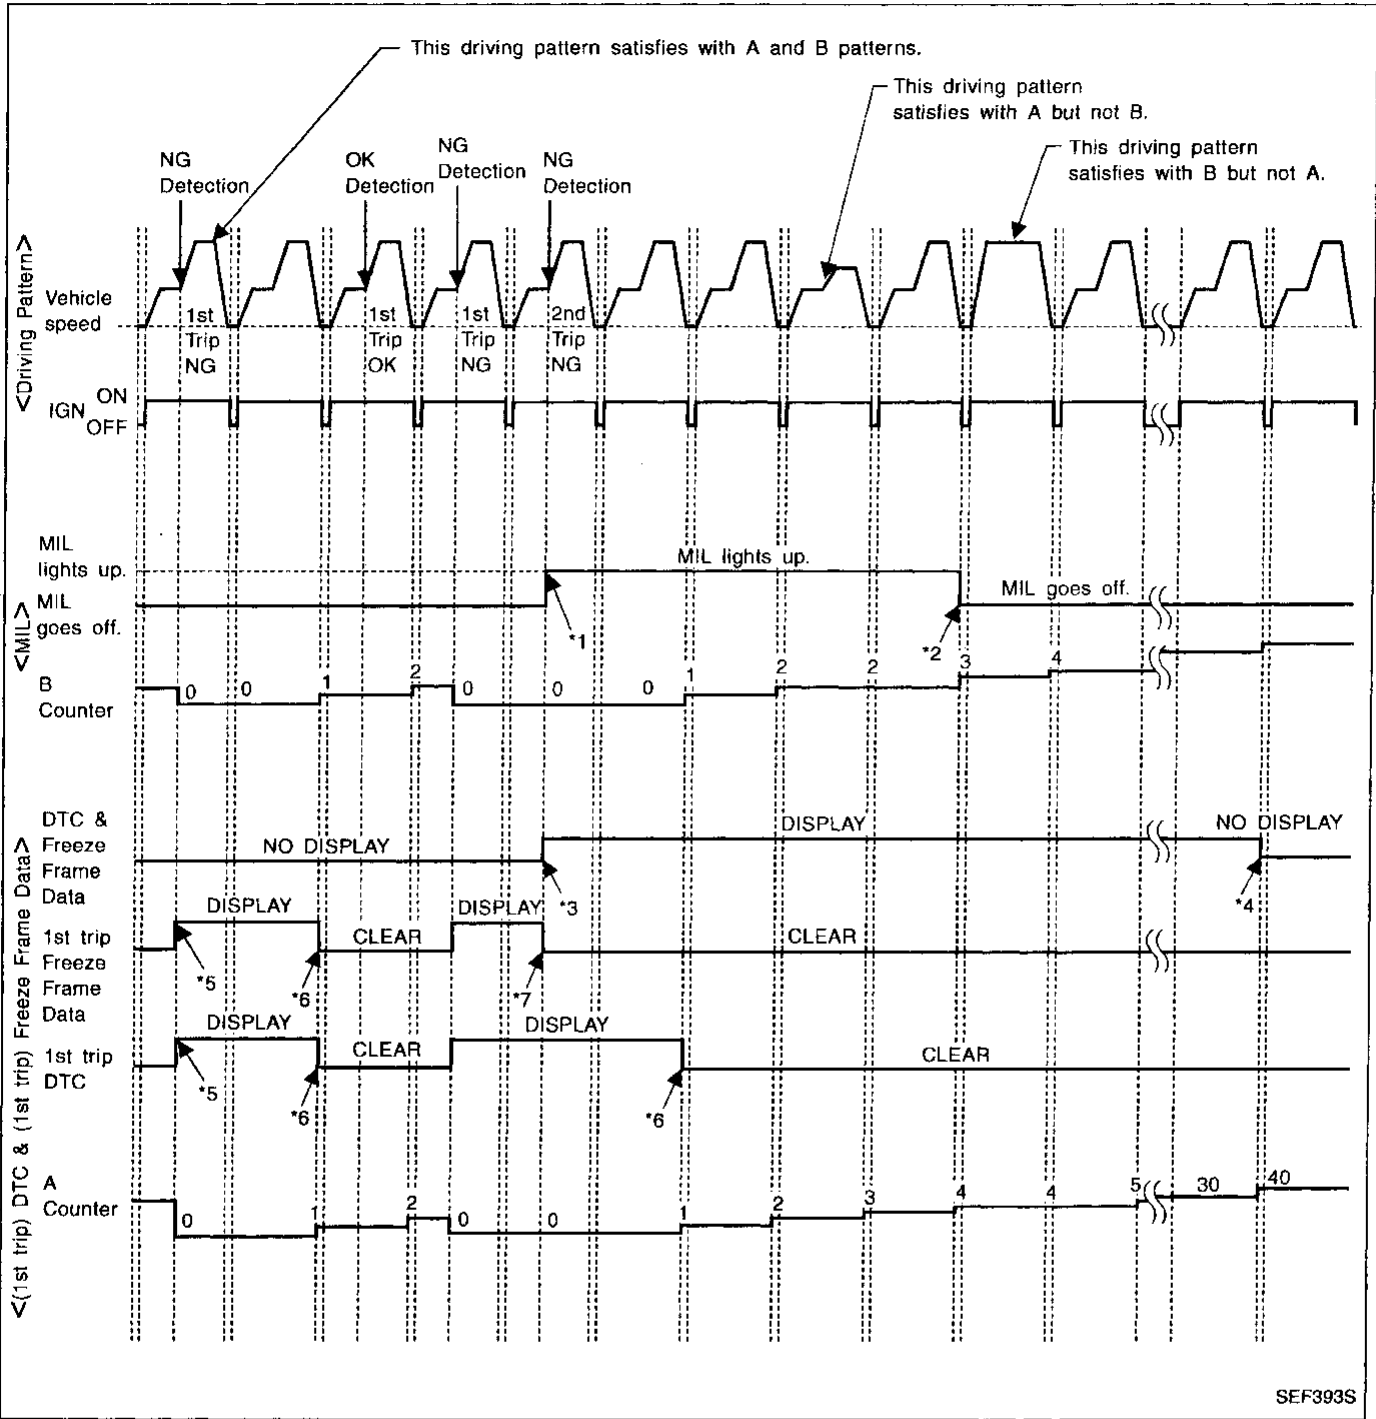 This driving pattern satisfies with A and B patterns.
This driving pattern
satisfies with A but not B.
This driving pattern
satisfies with B but not A.
NG
Detection
OK
Detection
NG
Detection
NG
Detection
<Driving Pattern>
Vehicle
speed
1st
Trip
NG
1st
Trip
OK
1st
Trip
NG
2nd
Trip
NG
IGN
ON
OFF
<MIL>
MIL
lights up.
MIL lights up.
MIL
goes off.
MIL goes off.
*1
*2
B
Counter
0 0 1 2 0 0 0 1 2 2 3 4
<(1st trip) DTC & (1st trip) Freeze Frame Data>
DTC &
Freeze
Frame
Data
NO DISPLAY
DISPLAY
NO DISPLAY
*3
*4
1st trip
Freeze
Frame
Data
DISPLAY
CLEAR
DISPLAY
CLEAR
*5
*6
*7
1st trip
DTC
DISPLAY
CLEAR
DISPLAY
CLEAR
*5
*6
*6
A
Counter
0 1 2 0 0 1 2 3 4 4 5 30 40
SEF393S